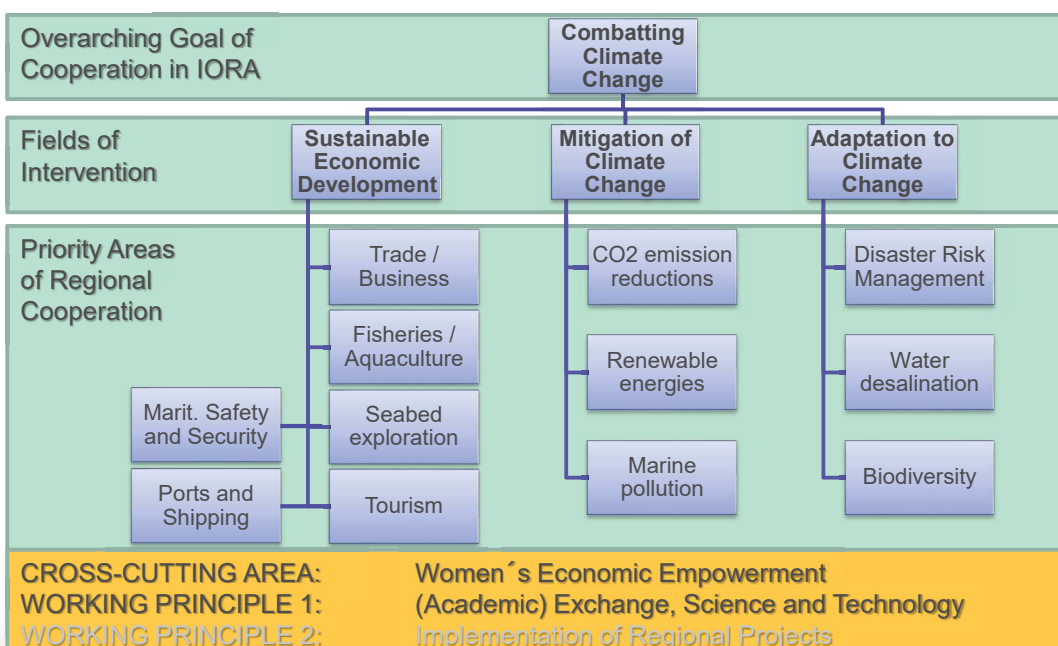 Overarching Goal of
Cooperation in IORA
Combatting
Climate
Change
Fields of
Intervention
Sustainable
Economic
Development
Mitigation of
Climate
Change
Adaptation to
Climate
Change
Priority Areas
of Regional
Cooperation
Trade /
Business
CO2 emission
reductions
Disaster Risk
Management
Fisheries /
Aquaculture
Renewable
energies
Water
desalination
Marit. Safety
and Security
Seabed
exploration
Marine
pollution
Biodiversity
Ports and
Shipping
Tourism
CROSS-CUTTING AREA: Women´s Economic Empowerment
WORKING PRINCIPLE 1: (Academic) Exchange, Science and Technology
WORKING PRINCIPLE 2: Implementation of Regional Projects